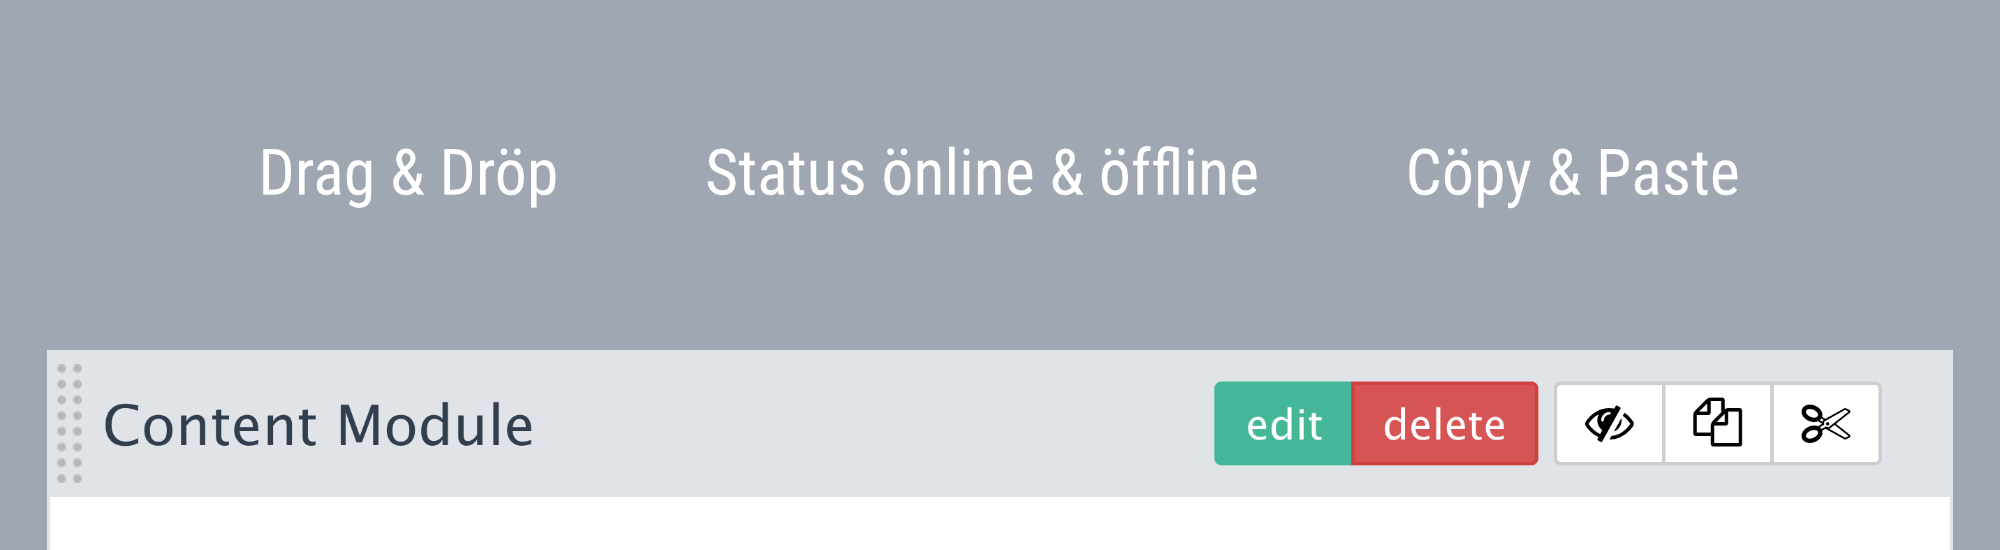 Drag & Dröp
Status önline & öffline
Cöpy & Paste
Content Module
edit
delete